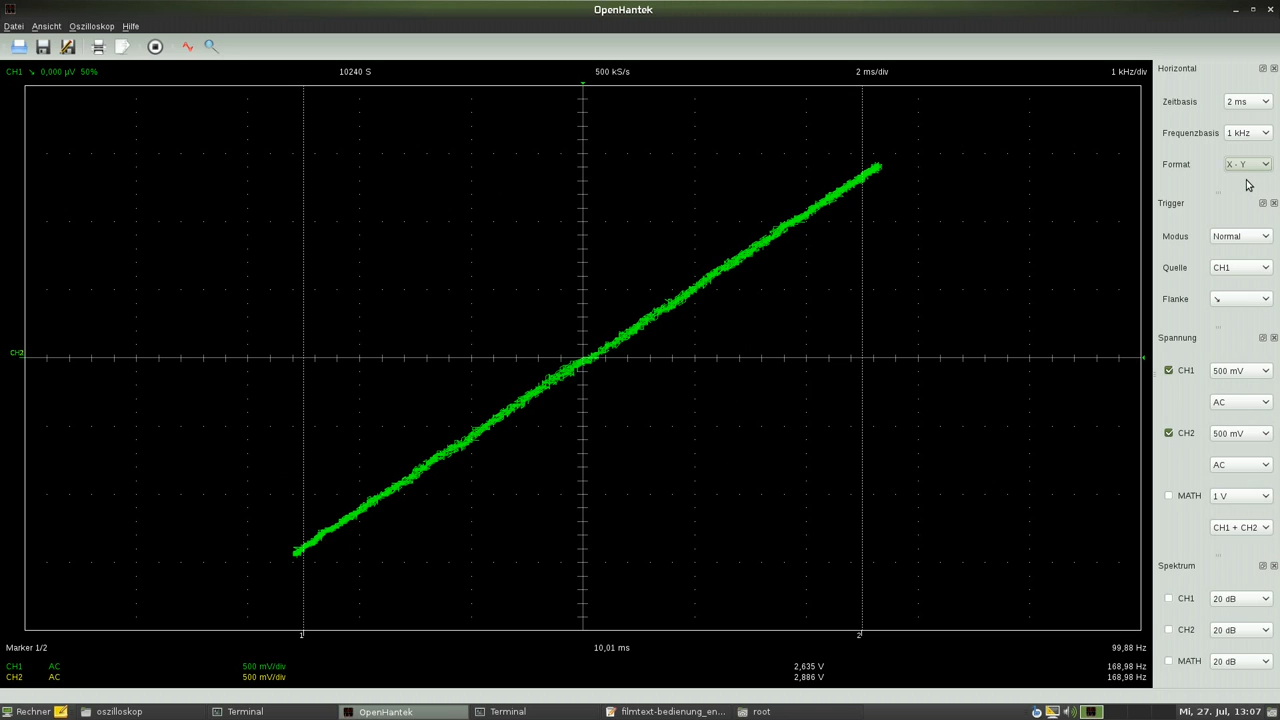 OpenHantek
Datei Ansicht Oszilloskop Hilfe
CH1 ↘ 0,000 µV 50% 10240 S 500 kS/s 2 ms/div 1 kHz/div
CH2
1 2
Marker 1/2 10,01 ms 99,88 Hz
CH1 AC 500 mV/div 2,635 V 168,98 Hz
CH2 AC 500 mV/div 2,886 V 168,98 Hz
Horizontal
Zeitbasis 2 ms
Frequenzbasis 1 kHz
Format X - Y
Trigger
Modus Normal
Quelle CH1
Flanke ↘
Spannung
CH1 500 mV
AC
CH2 500 mV
AC
MATH 1 V
CH1 + CH2
Spektrum
CH1 20 dB
CH2 20 dB
MATH 20 dB
Rechner oszilloskop Terminal OpenHantek Terminal filmtext-bedienung_en... root Mi, 27. Jul, 13:07